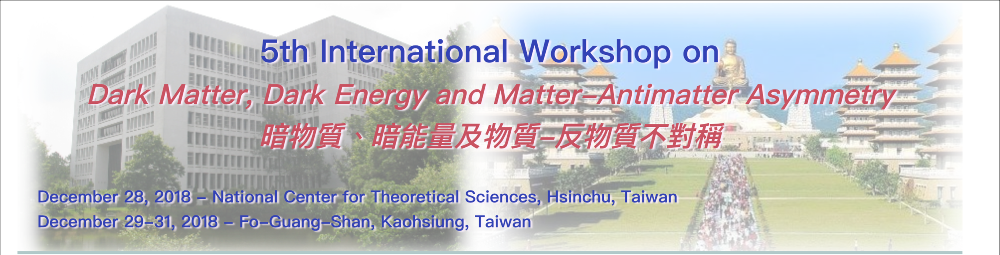 5th International Workshop on
Dark Matter, Dark Energy and Matter–Antimatter Asymmetry
暗物質、暗能量及物質–反物質不對稱
December 28, 2018 – National Center for Theoretical Sciences, Hsinchu, Taiwan
December 29–31, 2018 – Fo–Guang–Shan, Kaohsiung, Taiwan